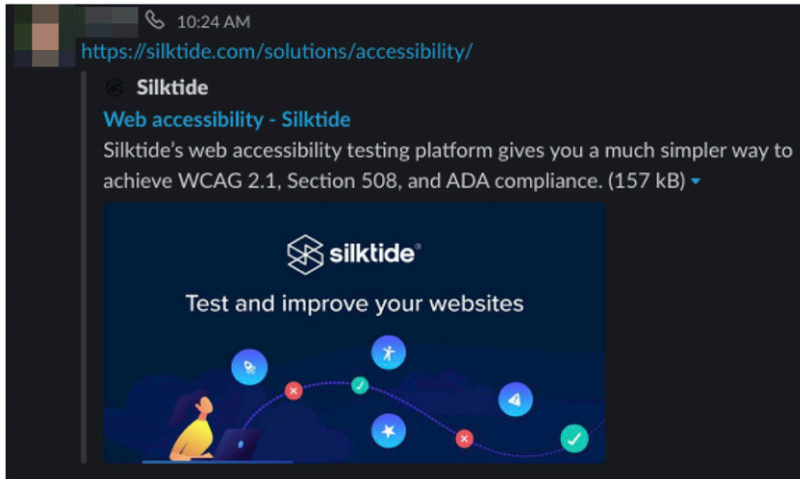 10:24 AM
https://silktide.com/solutions/accessibility/
Silktide
Web accessibility - Silktide
Silktide’s web accessibility testing platform gives you a much simpler way to
achieve WCAG 2.1, Section 508, and ADA compliance. (157 kB)
silktide®
Test and improve your websites